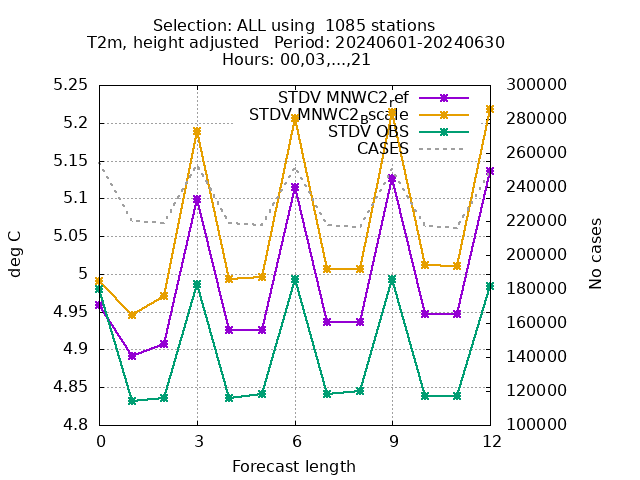 Selection: ALL using  1085 stations
T2m, height adjusted   Period: 20240601-20240630
Hours: 00,03,...,21
STDV MNWC2_ref
STDV MNWC2_Bscale
STDV OBS
CASES
5.25
5.2
5.15
5.1
5.05
5
4.95
4.9
4.85
4.8
deg C
300000
280000
260000
240000
220000
200000
180000
160000
140000
120000
100000
No cases
0 3 6 9 12
Forecast length